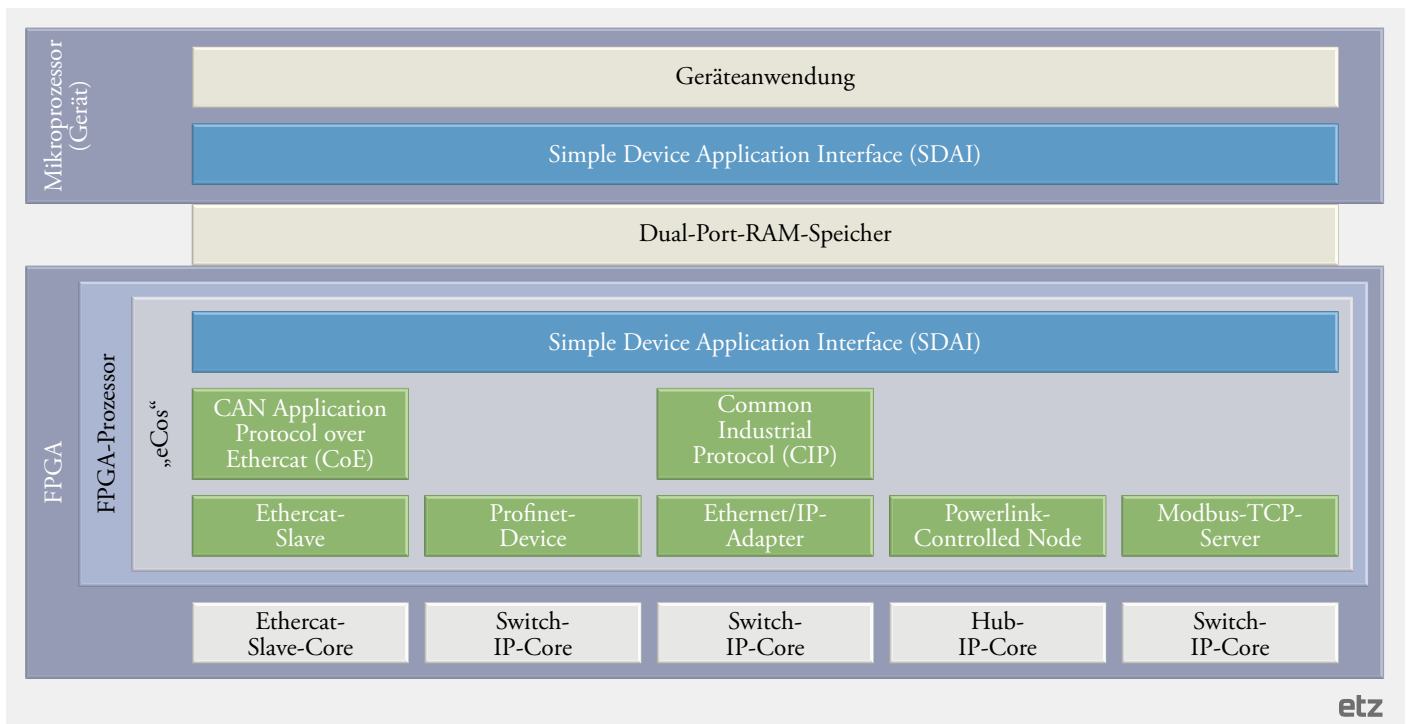 Mikroprozessor
(Gerät)
Geräteanwendung
Simple Device Application Interface (SDAI)
Dual-Port-RAM-Speicher
FPGA
FPGA-Prozessor
„eCos“
Simple Device Application Interface (SDAI)
CAN Application
Protocol over
Ethercat (CoE)
Common
Industrial
Protocol (CIP)
Ethercat-
Slave
Profinet-
Device
Ethernet/IP-
Adapter
Powerlink-
Controlled Node
Modbus-TCP-
Server
Ethercat-
Slave-Core
Switch-
IP-Core
Switch-
IP-Core
Hub-
IP-Core
Switch-
IP-Core
etz